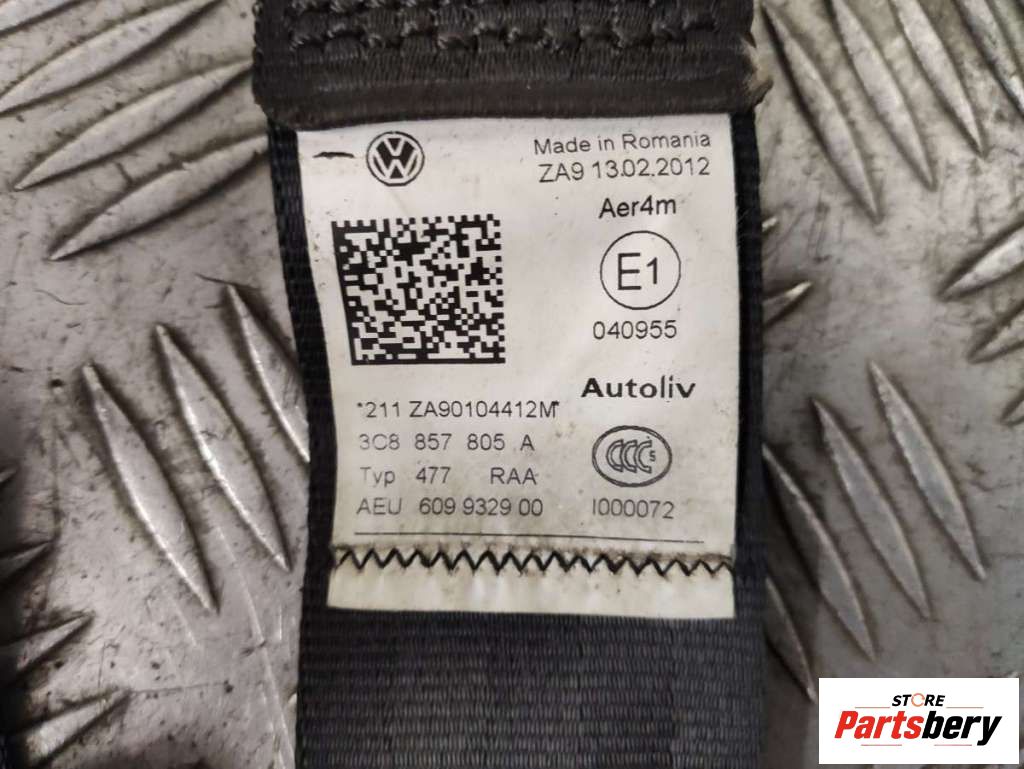 Made in Romania
ZA9 13.02.2012
Aer4m
E1
040955
Autoliv
*211 ZA90104412M*
3C8 857 805 A
Typ 477 RAA
CCC S
AEU 609 9329 00 I000072
STORE
Partsbery